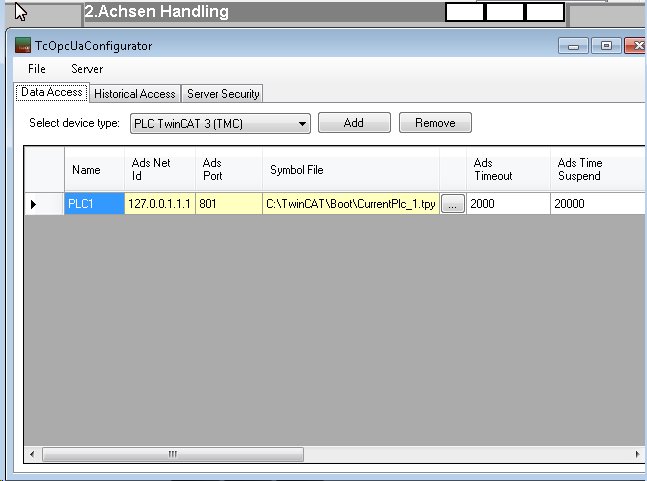 2.Achsen Handling
TcOpcUaConfigurator
File Server
Data Access Historical Access Server Security
Select device type: PLC TwinCAT 3 (TMC) Add Remove
Name Ads Net Id Ads Port Symbol File Ads Timeout Ads Time Suspend
PLC1 127.0.0.1.1.1 801 C:\TwinCAT\Boot\CurrentPlc_1.tpy ... 2000 20000